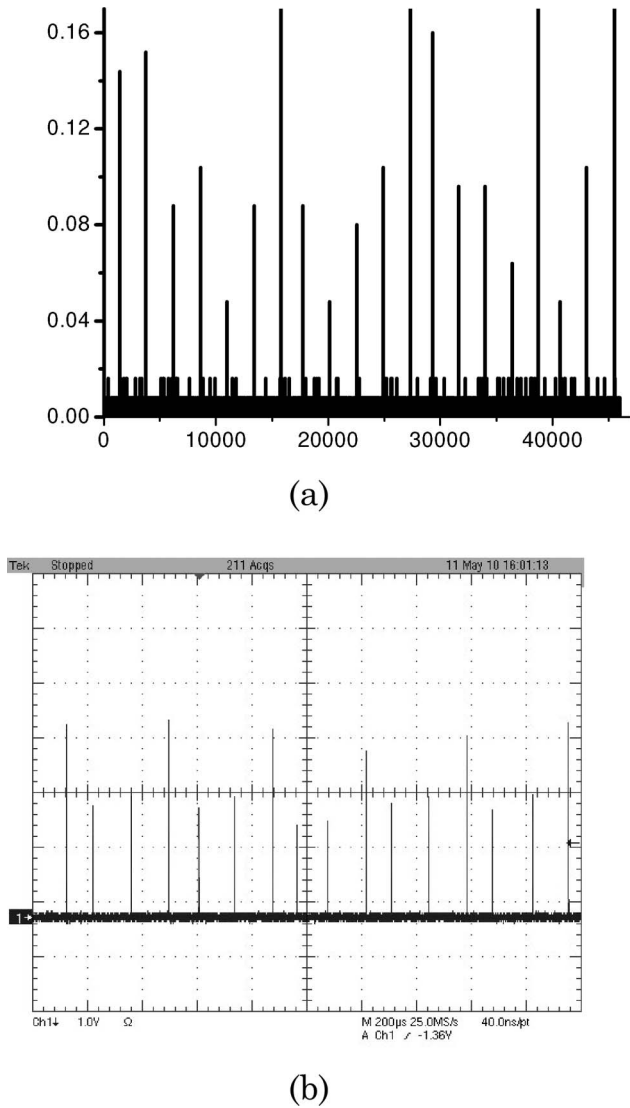 0.16
0.12
0.08
0.04
0.00
0 10000 20000 30000 40000
(a)
Tek Stopped 211 Acqs 11 May 10 16:01:13
1→
Ch1↓ 1.0V Ω M 200µs 25.0MS/s 40.0ns/pt
A Ch1 ∕ -1.36V
(b)